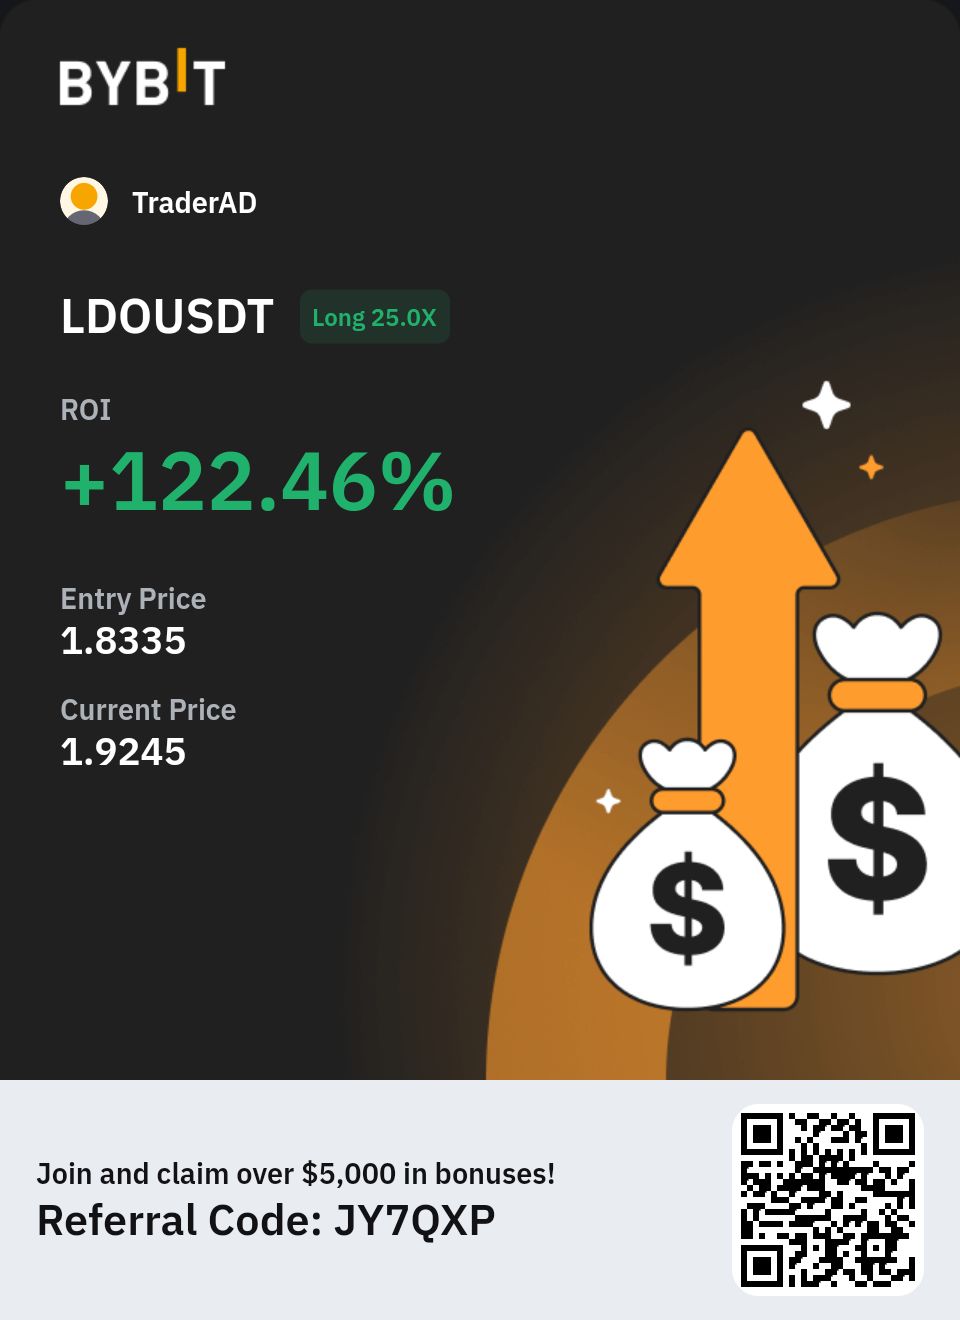 BYBIT
TraderAD
LDOUSDT Long 25.0X
ROI
+122.46%
Entry Price
1.8335
Current Price
1.9245
$ $
Join and claim over $5,000 in bonuses!
Referral Code: JY7QXP